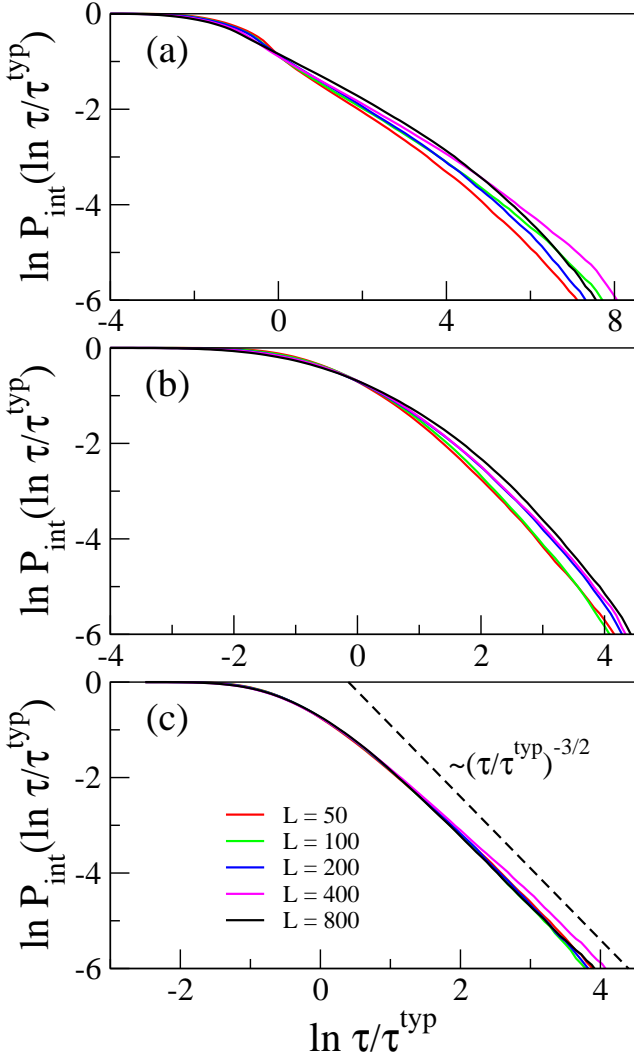 0
(a)
-2
-4
-6
ln P_int(ln τ/τ^typ)
-4
0
4
8
0
(b)
-2
-4
-6
ln P_int(ln τ/τ^typ)
-4
-2
0
2
4
0
(c)
~(τ/τ^typ)^-3/2
-2
L = 50
L = 100
L = 200
L = 400
L = 800
-4
-6
ln P_int(ln τ/τ^typ)
-2
0
2
4
ln τ/τ^typ